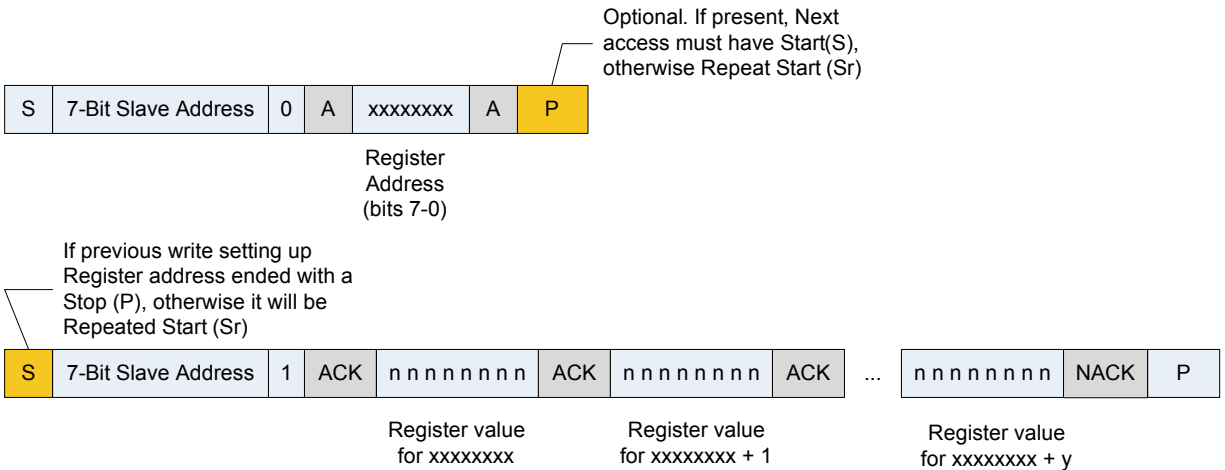 Optional. If present, Next
access must have Start(S),
otherwise Repeat Start (Sr)
S 7-Bit Slave Address 0 A xxxxxxxx A P
Register
Address
(bits 7-0)
If previous write setting up
Register address ended with a
Stop (P), otherwise it will be
Repeated Start (Sr)
S 7-Bit Slave Address 1 ACK n n n n n n n n ACK n n n n n n n n ACK ... n n n n n n n n NACK P
Register value
for xxxxxxxx
Register value
for xxxxxxxx + 1
Register value
for xxxxxxxx + y